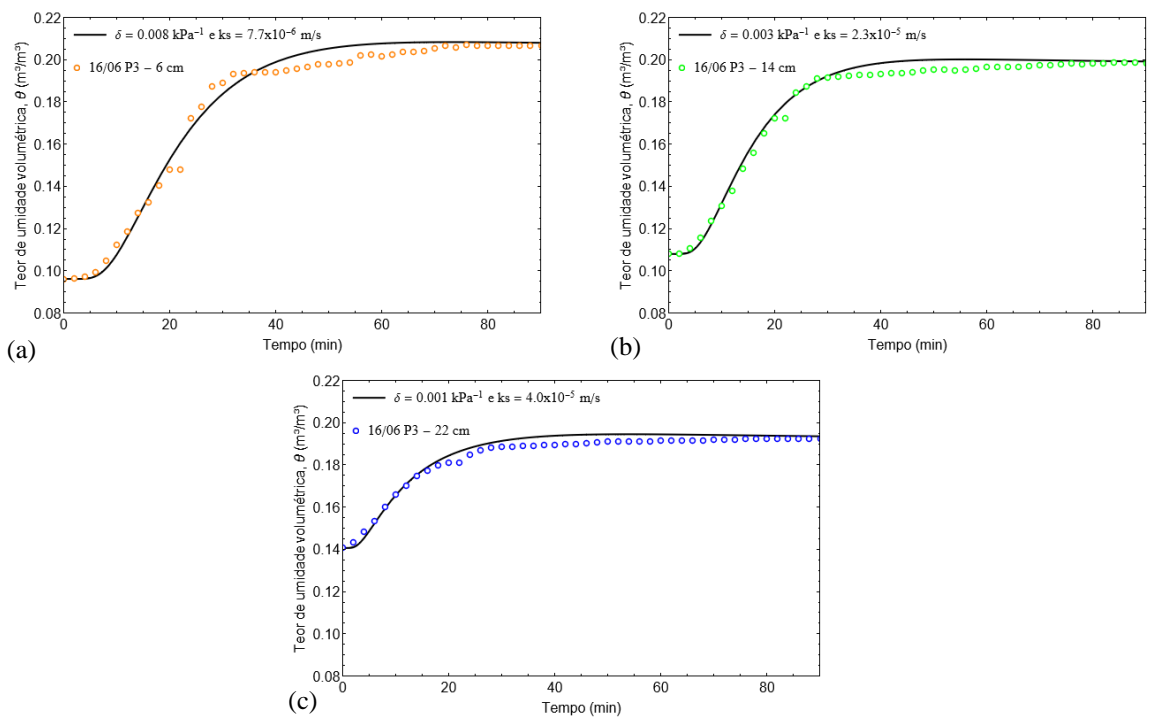 0.22
0.20
0.18
0.16
0.14
0.12
0.10
0.08
Teor de umidade volumétrica, θ (m³/m³)
δ = 0.008 kPa⁻¹ e ks = 7.7x10⁻⁶ m/s
16/06 P3 − 6 cm
0 20 40 60 80
Tempo (min)
(a)
0.22
0.20
0.18
0.16
0.14
0.12
0.10
0.08
Teor de umidade volumétrica, θ (m³/m³)
δ = 0.003 kPa⁻¹ e ks = 2.3x10⁻⁵ m/s
16/06 P3 − 14 cm
0 20 40 60 80
Tempo (min)
(b)
0.22
0.20
0.18
0.16
0.14
0.12
0.10
0.08
Teor de umidade volumétrica, θ (m³/m³)
δ = 0.001 kPa⁻¹ e ks = 4.0x10⁻⁵ m/s
16/06 P3 − 22 cm
0 20 40 60 80
Tempo (min)
(c)